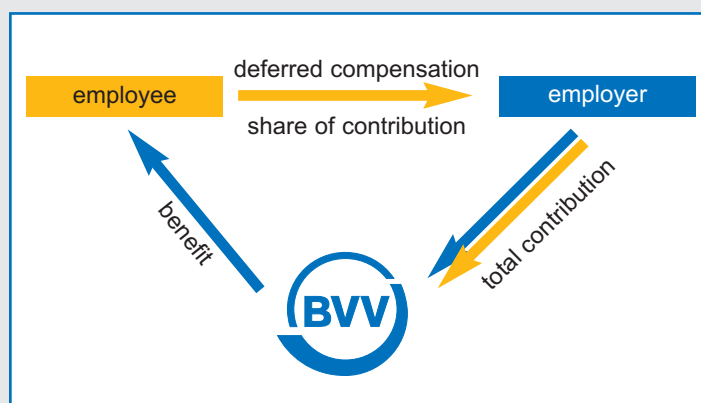 deferred compensation
employee
employer
share of contribution
benefit
total contribution
BVV